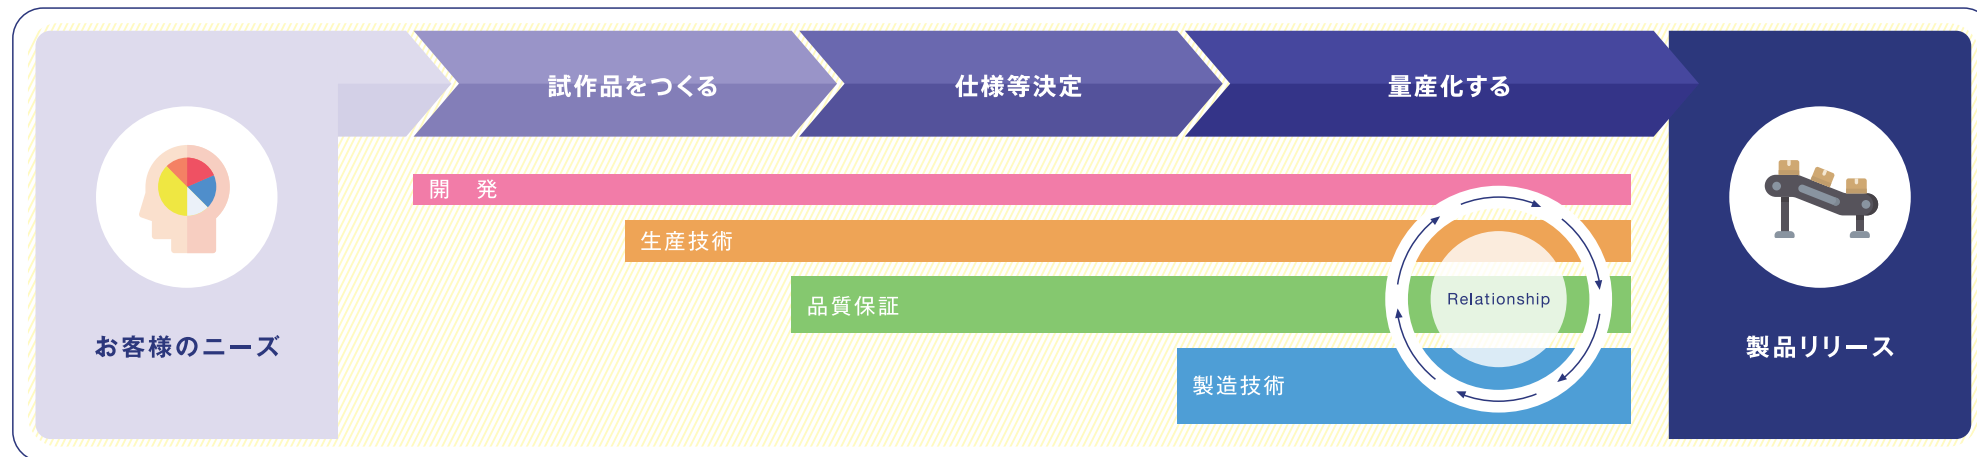 試作品をつくる
仕様等決定
量産化する
お客様のニーズ
開 発
生産技術
品質保証
製造技術
Relationship
製品リリース